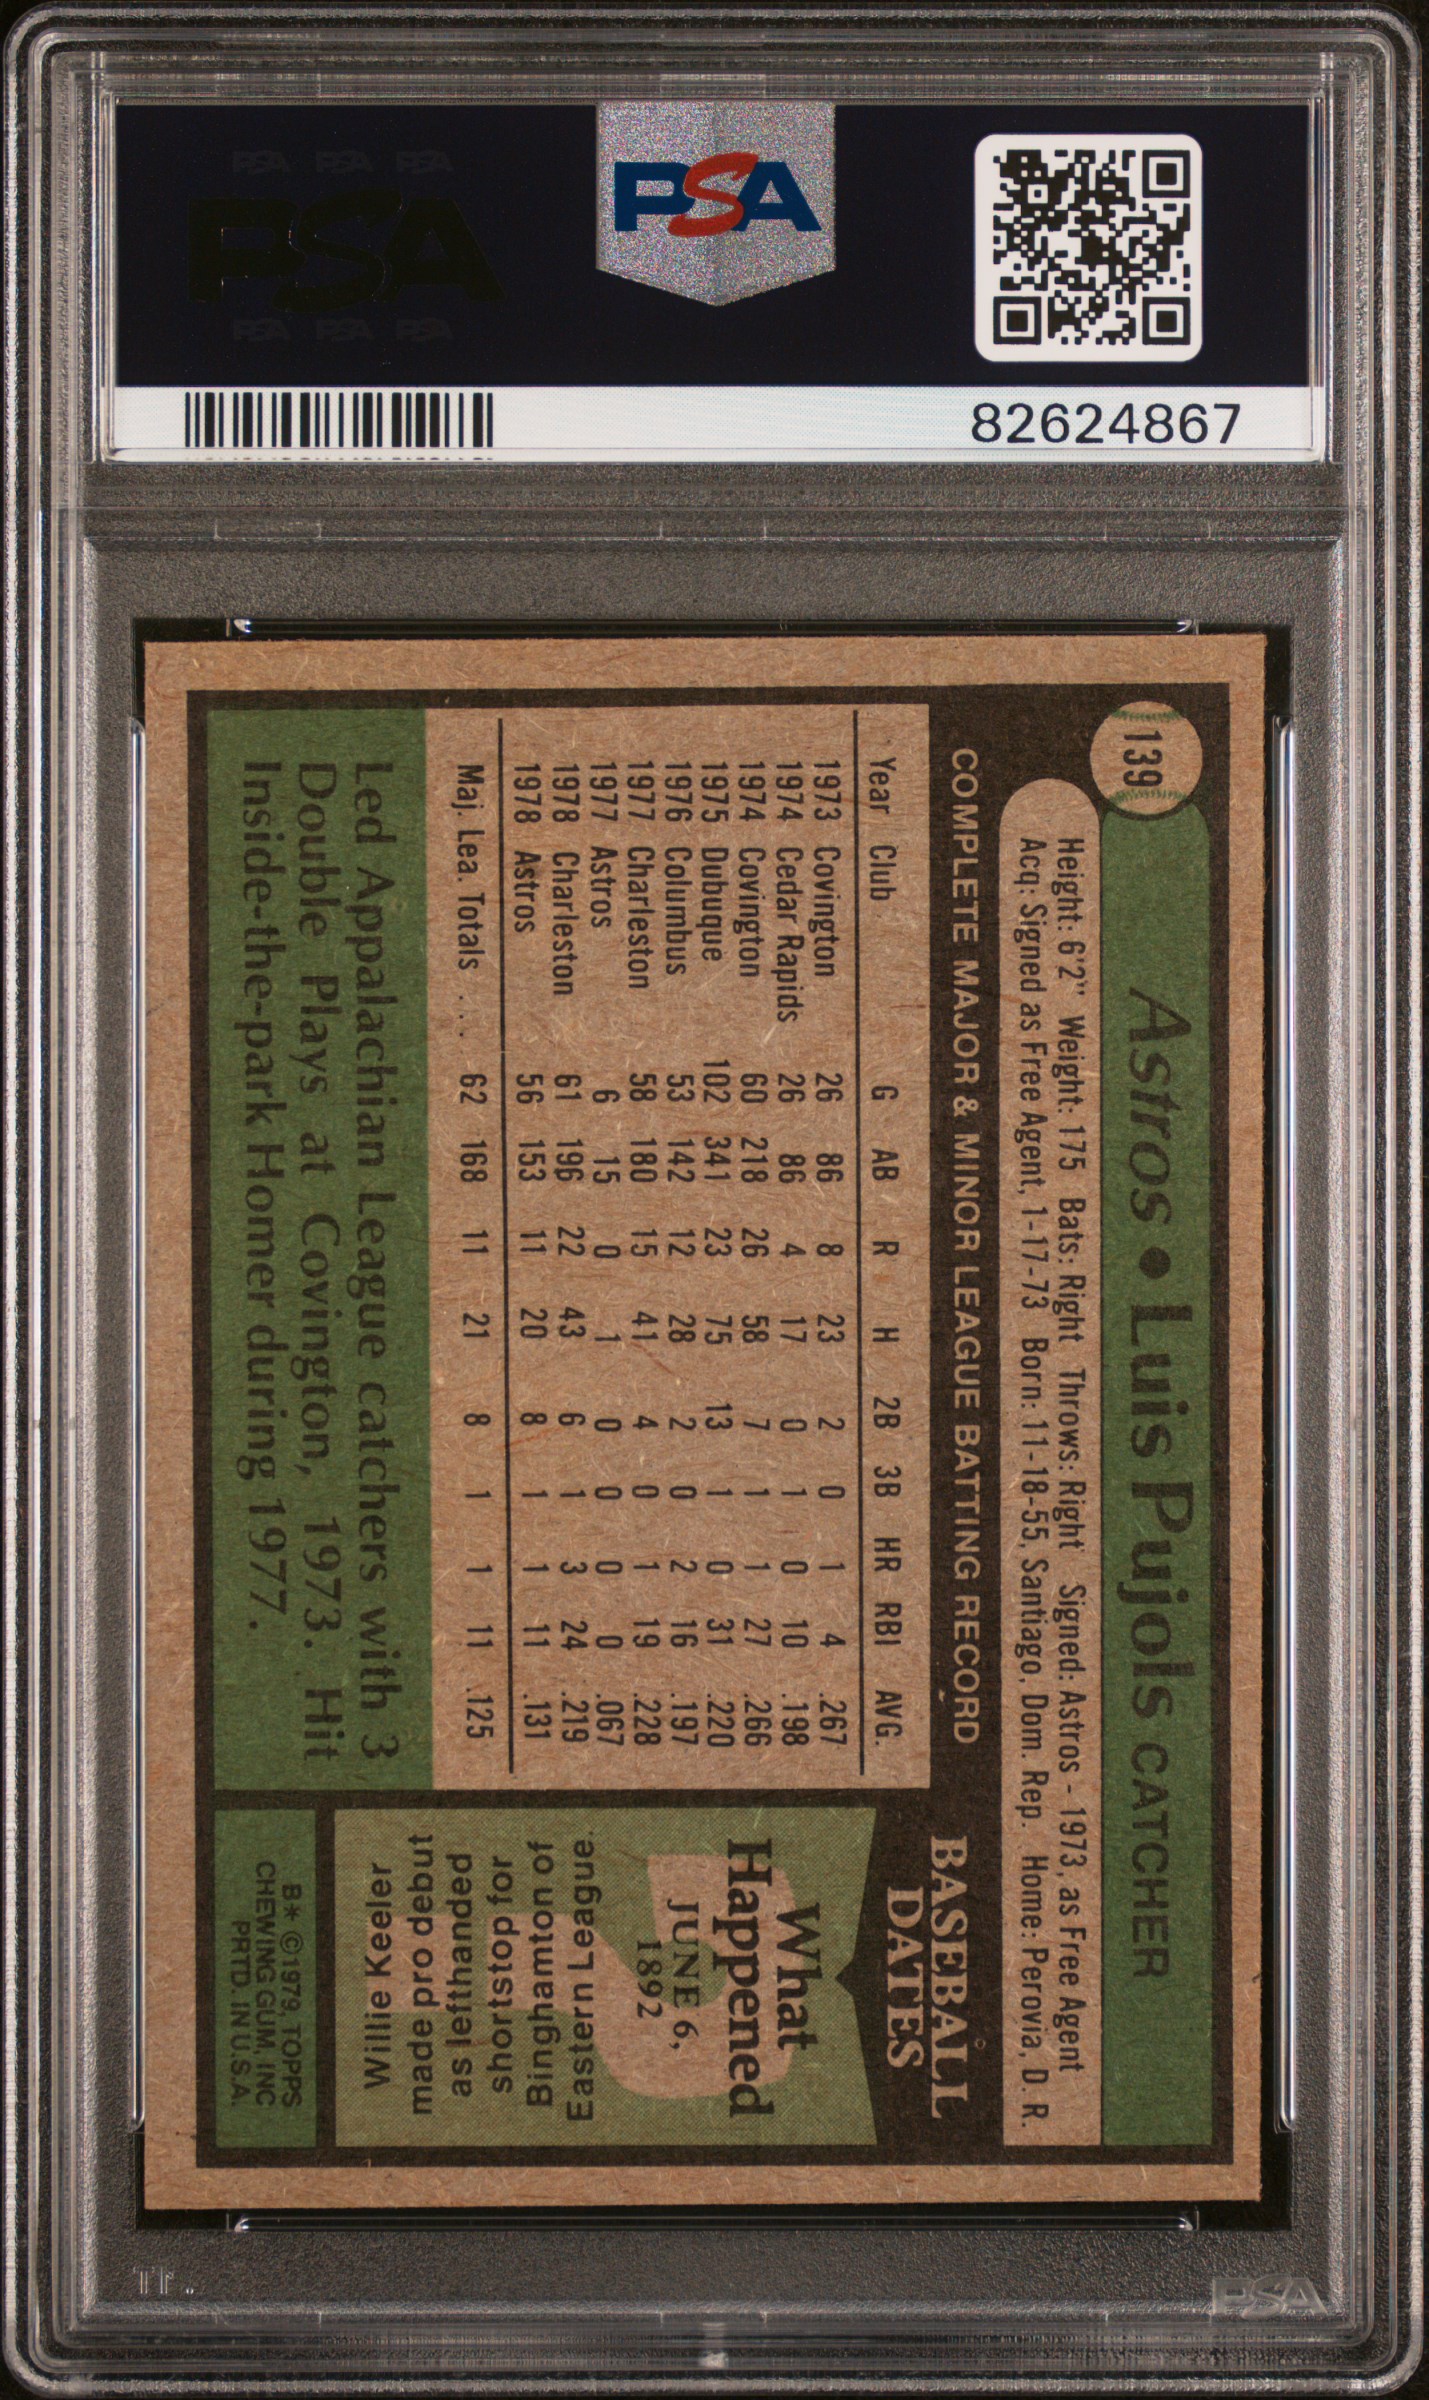 PSA PSA PSA
PSA
PSA PSA PSA
PSA
82624867
139
Astros • Luis Pujols CATCHER
Height: 6'2" Weight: 175 Bats: Right Throws: Right Signed: Astros - 1973, as Free Agent
Acq: Signed as Free Agent, 1-17-73 Born: 11-18-55, Santiago, Dom. Rep. Home: Perovia, D. R.
COMPLETE MAJOR & MINOR LEAGUE BATTING RECORD
Year Club G AB R H 2B 3B HR RBI AVG.
1973 Covington 26 86 8 23 2 0 1 4 .267
1974 Cedar Rapids 26 86 4 17 0 1 0 10 .198
1974 Covington 60 218 26 58 7 1 1 27 .266
1975 Dubuque 102 341 23 75 13 1 0 31 .220
1976 Columbus 53 142 12 28 2 0 2 16 .197
1977 Charleston 58 180 15 41 4 0 1 19 .228
1977 Astros 6 15 0 1 0 0 0 0 .067
1978 Charleston 61 196 22 43 6 1 3 24 .219
1978 Astros 56 153 11 20 8 1 1 11 .131
Maj. Lea. Totals . . . 62 168 11 21 8 1 1 11 .125
Led Appalachian League catchers with 3
Double Plays at Covington, 1973. Hit
Inside-the-park Homer during 1977.
BASEBALL
DATES
What
Happened
JUNE 6,
1892
Willie Keeler
made pro debut
as lefthanded
shortstop for
Binghamton of
Eastern League.
B* ©1979, TOPPS
CHEWING GUM, INC
PRTD. IN U.S.A.
PSA